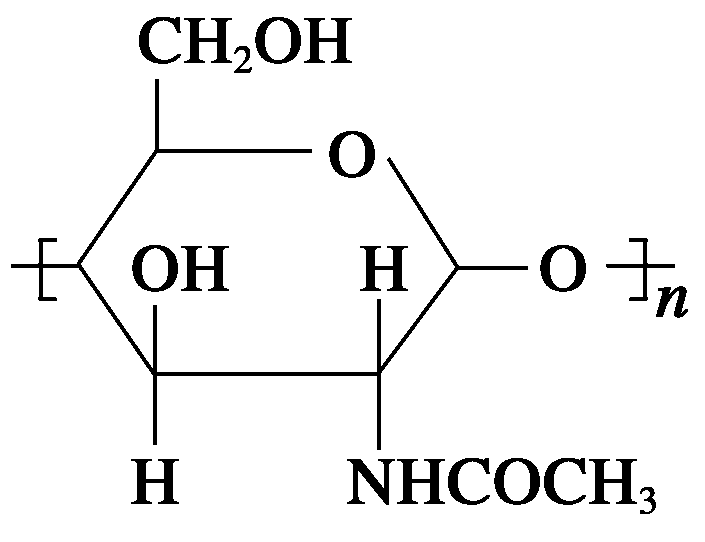 CH₂OH
O
[ OH H O ]n
H NHCOCH₃